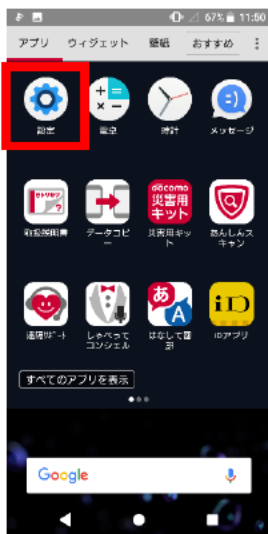 67% 11:50
アプリ ウィジェット 壁紙 おすすめ
設定 電卓 時計 メッセージ
docomo
災害用
キット
取扱説明書 データコピ
ー 災害用キッ
ト あんしんス
キャン
あ
A
iD
遠隔サポート しゃべって
コンシェル はなして翻
訳 iDアプリ
すべてのアプリを表示
Google